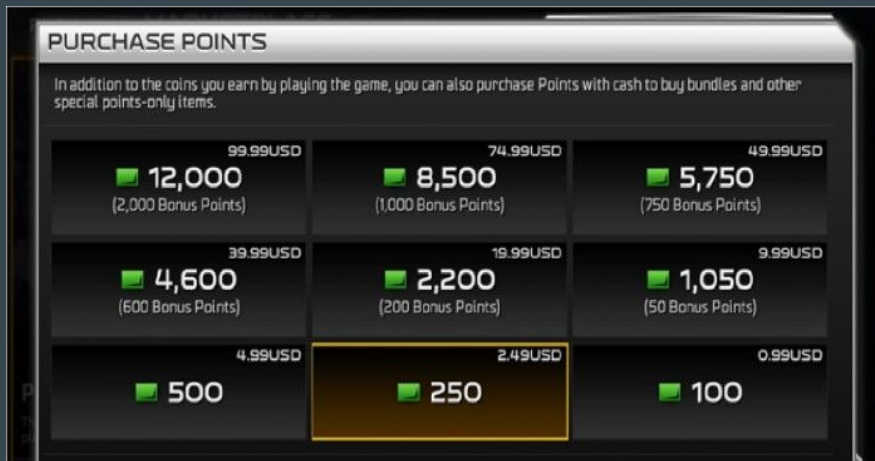 PURCHASE POINTS
In addition to the coins you earn by playing the game, you can also purchase Points with cash to buy bundles and other
special points-only items.
99.99USD
12,000
(2,000 Bonus Points)
74.99USD
8,500
(1,000 Bonus Points)
49.99USD
5,750
(750 Bonus Points)
39.99USD
4,600
(600 Bonus Points)
19.99USD
2,200
(200 Bonus Points)
9.99USD
1,050
(50 Bonus Points)
4.99USD
500
2.49USD
250
0.99USD
100